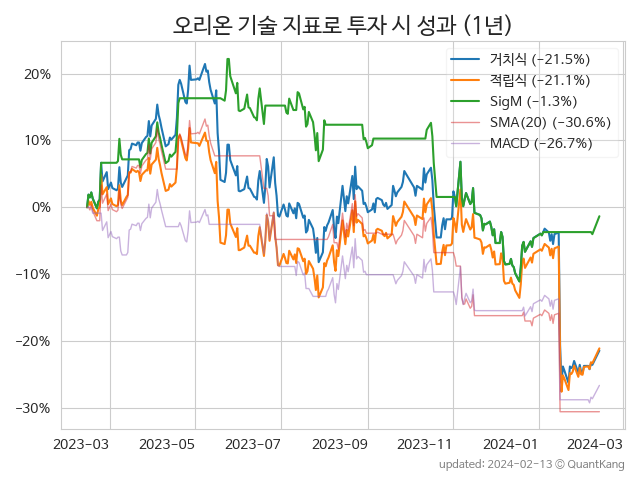 오리온 기술 지표로 투자 시 성과 (1년)
거치식 (−21.5%)
적립식 (−21.1%)
SigM (−1.3%)
SMA(20) (−30.6%)
MACD (−26.7%)
20%
10%
0%
−10%
−20%
−30%
2023-03 2023-05 2023-07 2023-09 2023-11 2024-01 2024-03
updated: 2024-02-13 © QuantKang